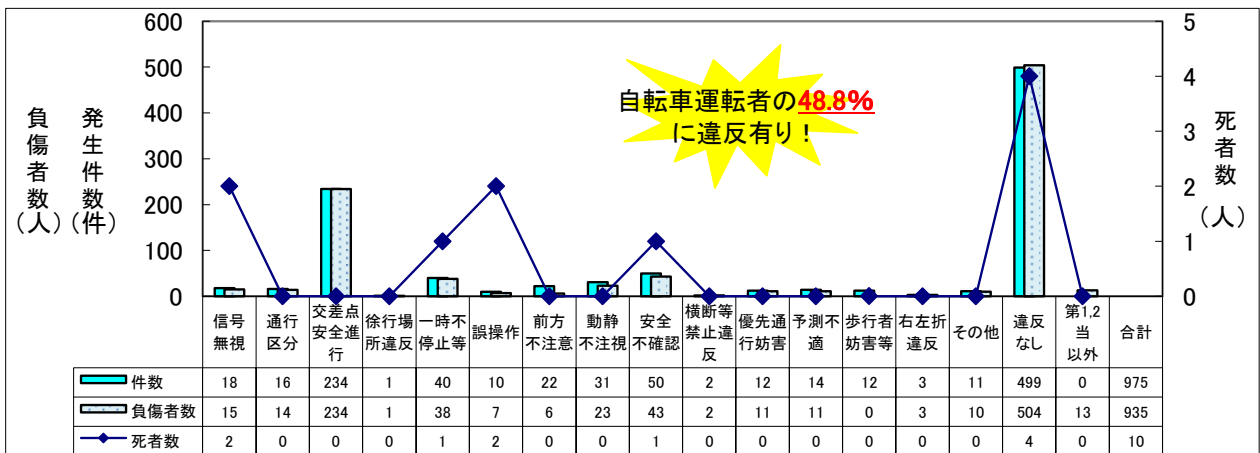 600
500
400
300
200
100
0
5
4
3
2
1
0
負傷者数(人)
発生件数(件)
死者数(人)
自転車運転者の48.8%
に違反有り!
信号
無視
通行
区分
交差点
安全進
行
徐行場
所違反
一時不
停止等
誤操作
前方
不注意
動静
不注視
安全
不確認
横断等
禁止違
反
優先通
行妨害
予測不
適
歩行者
妨害等
右左折
違反
その他
違反
なし
第1,2
当
以外
合計
件数 18 16 234 1 40 10 22 31 50 2 12 14 12 3 11 499 0 975
負傷者数 15 14 234 1 38 7 6 23 43 2 11 11 0 3 10 504 13 935
死者数 2 0 0 0 1 2 0 0 1 0 0 0 0 0 0 4 0 10